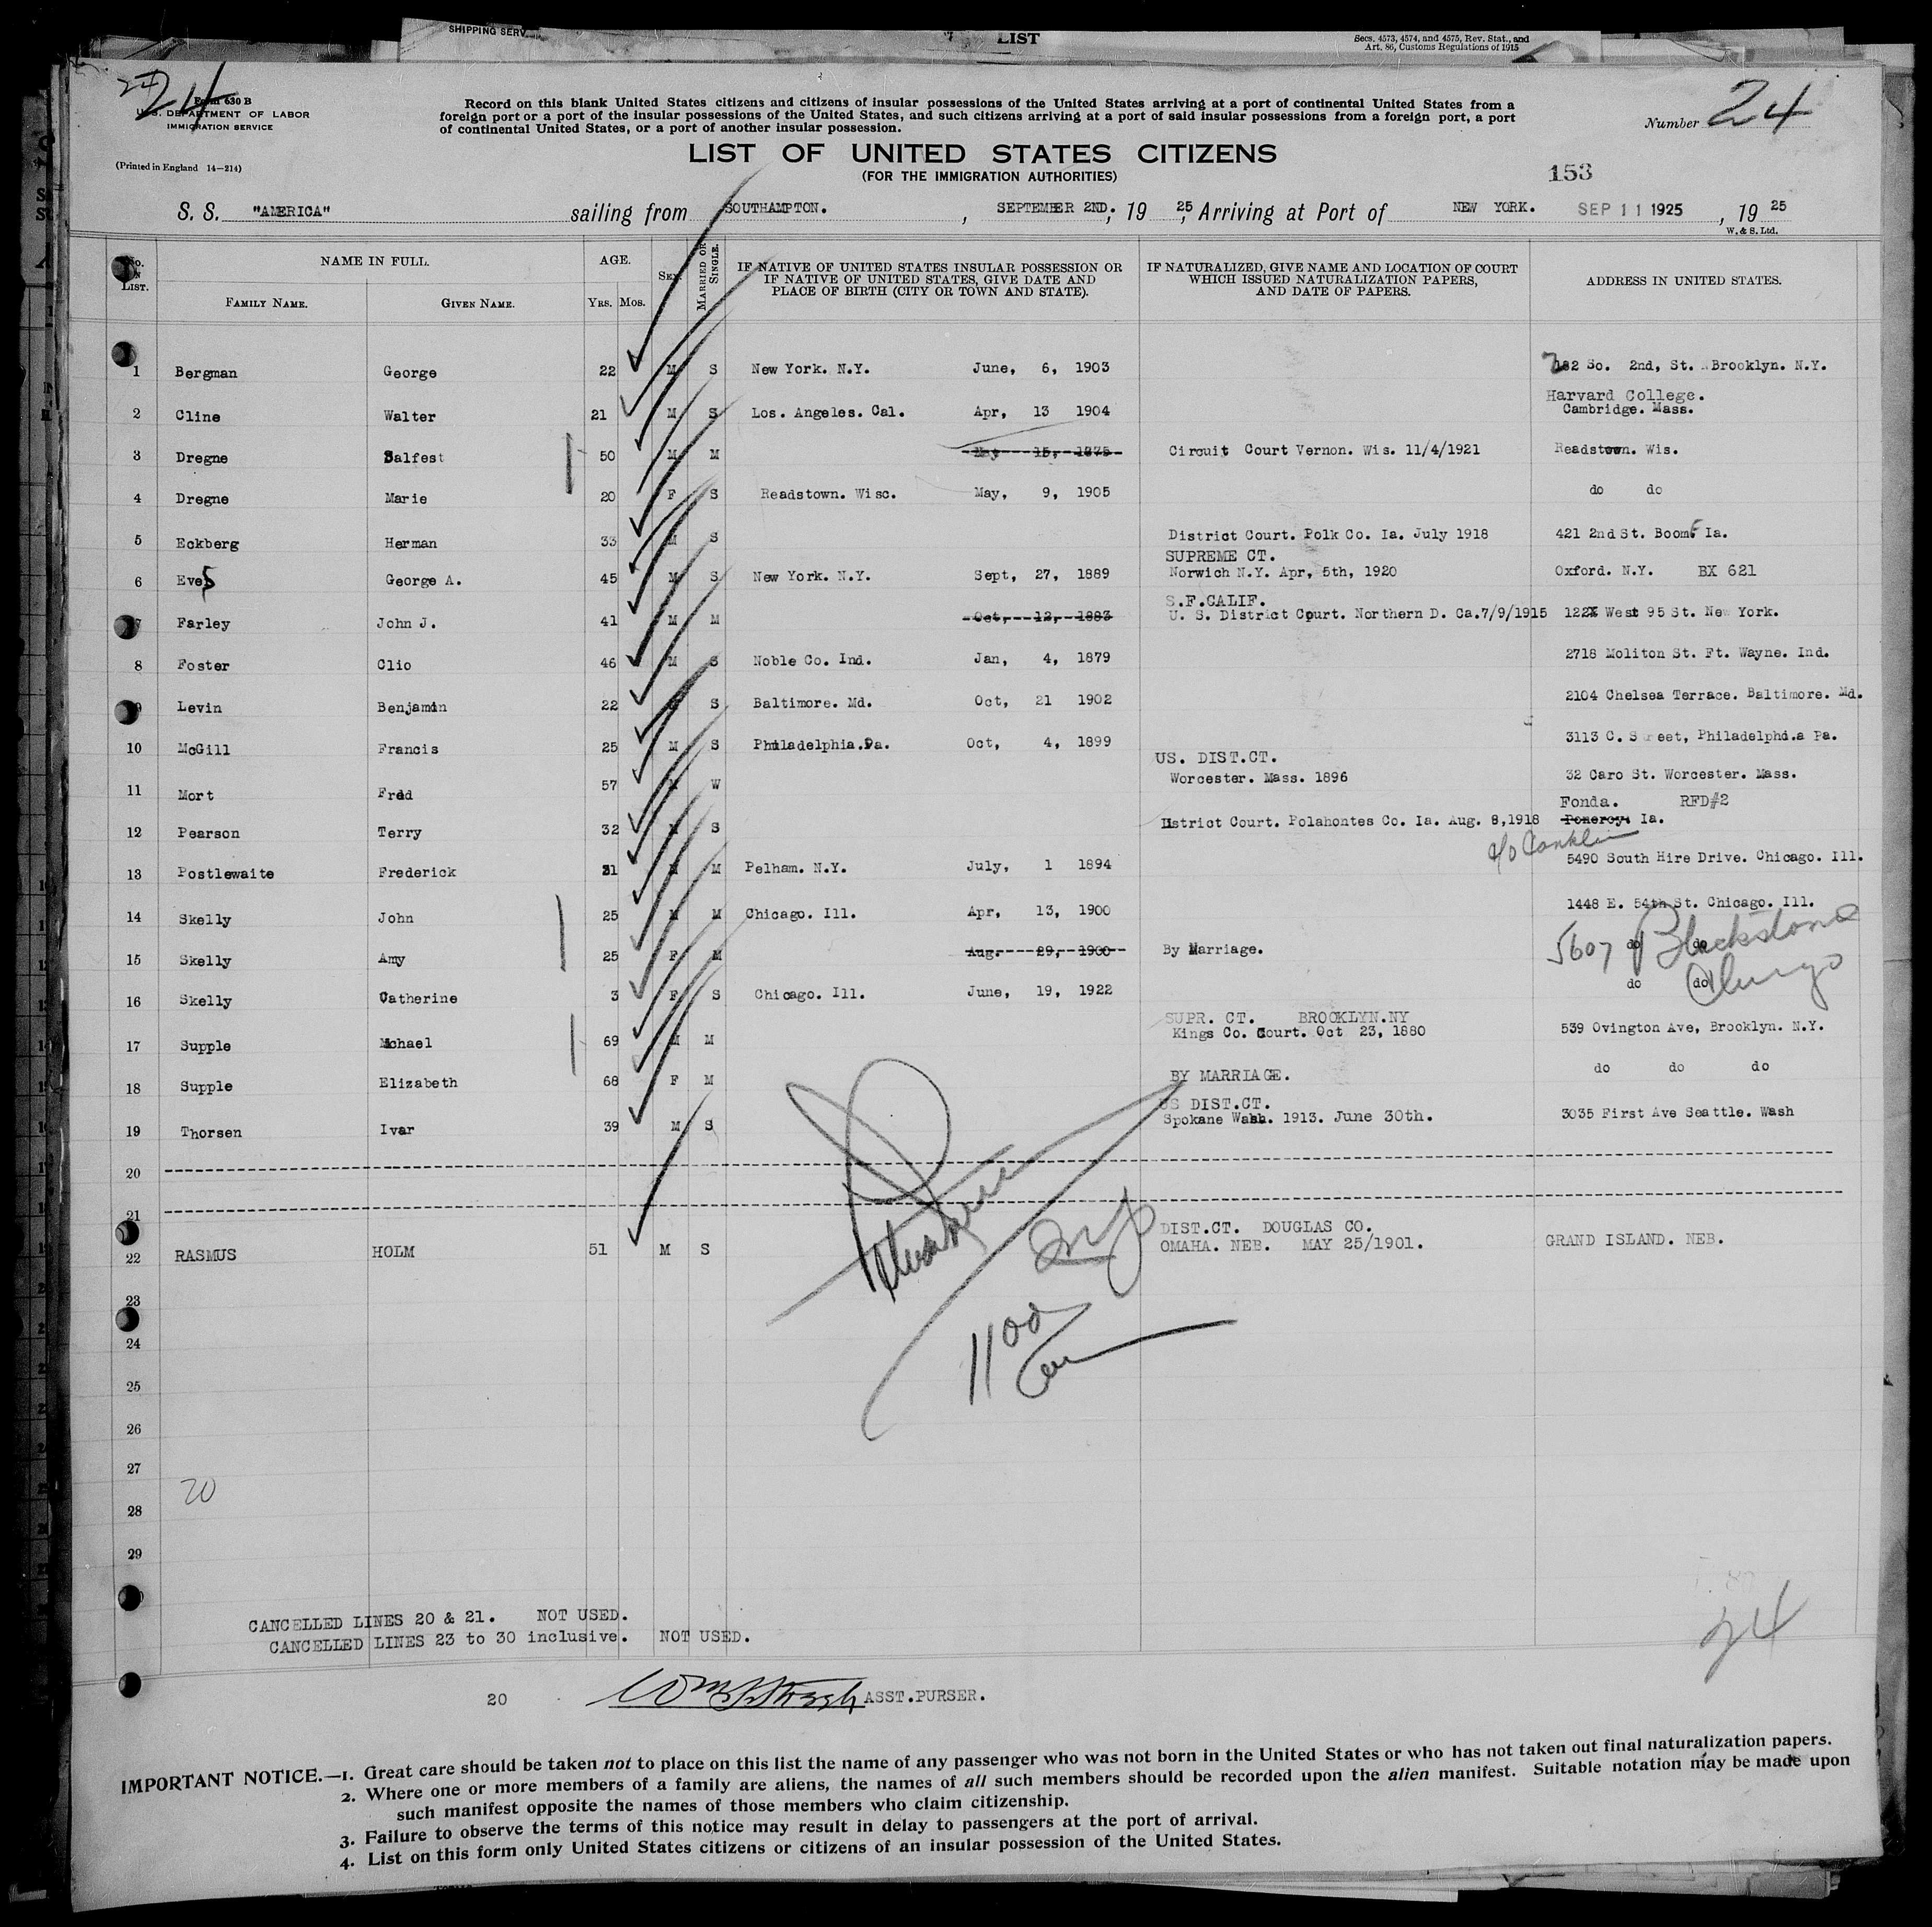 SHIPPING SERV
LIST
Secs. 4573, 4574, and 4575, Rev. Stat., and
Art. 86, Customs Regulations of 1915
24
24
Form 630 B
U. S. DEPARTMENT OF LABOR
IMMIGRATION SERVICE
(Printed in England 14—214)
Record on this blank United States citizens and citizens of insular possessions of the United States arriving at a port of continental United States from a
foreign port or a port of the insular possessions of the United States, and such citizens arriving at a port of said insular possessions from a foreign port, a port
of continental United States, or a port of another insular possession.
Number 24
LIST OF UNITED STATES CITIZENS
(FOR THE IMMIGRATION AUTHORITIES)
153
S. S. "AMERICA" sailing from SOUTHAMPTON. , SEPTEMBER 2ND, 19 25, Arriving at Port of NEW YORK. SEP 11 1925 , 19 25
W. & S. Ltd.
No. IN LIST. NAME IN FULL. AGE. SEX. MARRIED OR SINGLE. IF NATIVE OF UNITED STATES INSULAR POSSESSION OR IF NATIVE OF UNITED STATES, GIVE DATE AND PLACE OF BIRTH (CITY OR TOWN AND STATE). IF NATURALIZED, GIVE NAME AND LOCATION OF COURT WHICH ISSUED NATURALIZATION PAPERS, AND DATE OF PAPERS. ADDRESS IN UNITED STATES.
FAMILY NAME. GIVEN NAME. YRS. MOS.
1 Bergman George 22 M S New York. N.Y. June, 6, 1903 782 So. 2nd, St. Brooklyn. N.Y.
Harvard College.
2 Cline Walter 21 M S Los. Angeles. Cal. Apr, 13 1904 Cambridge. Mass.
3 Dregne Salfest 50 M M May 15, 1875 Circuit Court Vernon. Wis. 11/4/1921 Readstown. Wis.
4 Dregne Marie 20 F S Readstown. Wisc. May, 9, 1905 do do
5 Eckberg Herman 33 M S District Court. Polk Co. Ia. July 1918 421 2nd St. Boone Ia.
SUPREME CT.
6 Eves George A. 45 M S New York. N.Y. Sept, 27, 1889 Norwich N.Y. Apr, 5th, 1920 Oxford. N.Y. BX 621
S.F.CALIF.
7 Farley John J. 41 M M Oct, 12, 1883 U. S. District Court. Northern D. Ca.7/9/1915 122 West 95 St. New York.
8 Foster Clio 46 M S Noble Co. Ind. Jan, 4, 1879 2718 Moliton St. Ft. Wayne. Ind.
9 Levin Benjamin 22 M S Baltimore. Md. Oct, 21 1902 2104 Chelsea Terrace. Baltimore. Md.
10 McGill Francis 25 M S Philadelphia.Pa. Oct, 4, 1899 3113 C. Street, Philadelphia Pa.
US. DIST.CT.
11 Mort Fred 57 M W Worcester. Mass. 1896 32 Caro St. Worcester. Mass.
Fonda. RFD#2
12 Pearson Terry 32 M S District Court. Polahontes Co. Ia. Aug. 8,1918 Pomeroy. Ia.
c/o Conklin
13 Postlewaite Frederick 31 M M Pelham. N.Y. July, 1 1894 5490 South Hire Drive. Chicago. Ill.
14 Skelly John 25 M M Chicago. Ill. Apr, 13, 1900 1448 E. 54th St. Chicago. Ill.
15 Skelly Amy 25 F M Aug. 29, 1900 By Marriage. do do
5607 Blackstone
Chicago
16 Skelly Catherine 3 F S Chicago. Ill. June, 19, 1922 do do
SUPR. CT. BROOKLYN.NY
17 Supple Michael 69 M M Kings Co. Court. Oct 23, 1880 539 Ovington Ave, Brooklyn. N.Y.
18 Supple Elizabeth 68 F M BY MARRIAGE. do do do
US DIST.CT.
19 Thorsen Ivar 39 M S Spokane Wash. 1913. June 30th. 3035 First Ave Seattle. Wash
20
21
DIST.CT. DOUGLAS CO.
22 RASMUS HOLM 51 M S OMAHA. NEB. MAY 25/1901. GRAND ISLAND. NEB.
23
24
1100
25
26
27
20
28
29
CANCELLED LINES 20 & 21. NOT USED.
CANCELLED LINES 23 to 30 inclusive. NOT USED.
24
20 ASST.PURSER.
IMPORTANT NOTICE.—1. Great care should be taken not to place on this list the name of any passenger who was not born in the United States or who has not taken out final naturalization papers.
2. Where one or more members of a family are aliens, the names of all such members should be recorded upon the alien manifest. Suitable notation may be made upon
such manifest opposite the names of those members who claim citizenship.
3. Failure to observe the terms of this notice may result in delay to passengers at the port of arrival.
4. List on this form only United States citizens or citizens of an insular possession of the United States.